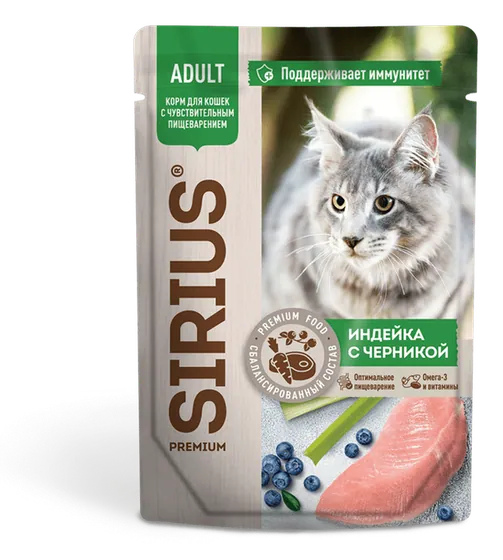 ADULT
КОРМ ДЛЯ КОШЕК
С ЧУВСТВИТЕЛЬНЫМ
ПИЩЕВАРЕНИЕМ
Поддерживает иммунитет
SIRIUS®
PREMIUM
PREMIUM FOOD
СБАЛАНСИРОВАННЫЙ СОСТАВ
ИНДЕЙКА
С ЧЕРНИКОЙ
Оптимальное
пищеварение
Омега-3
и витамины